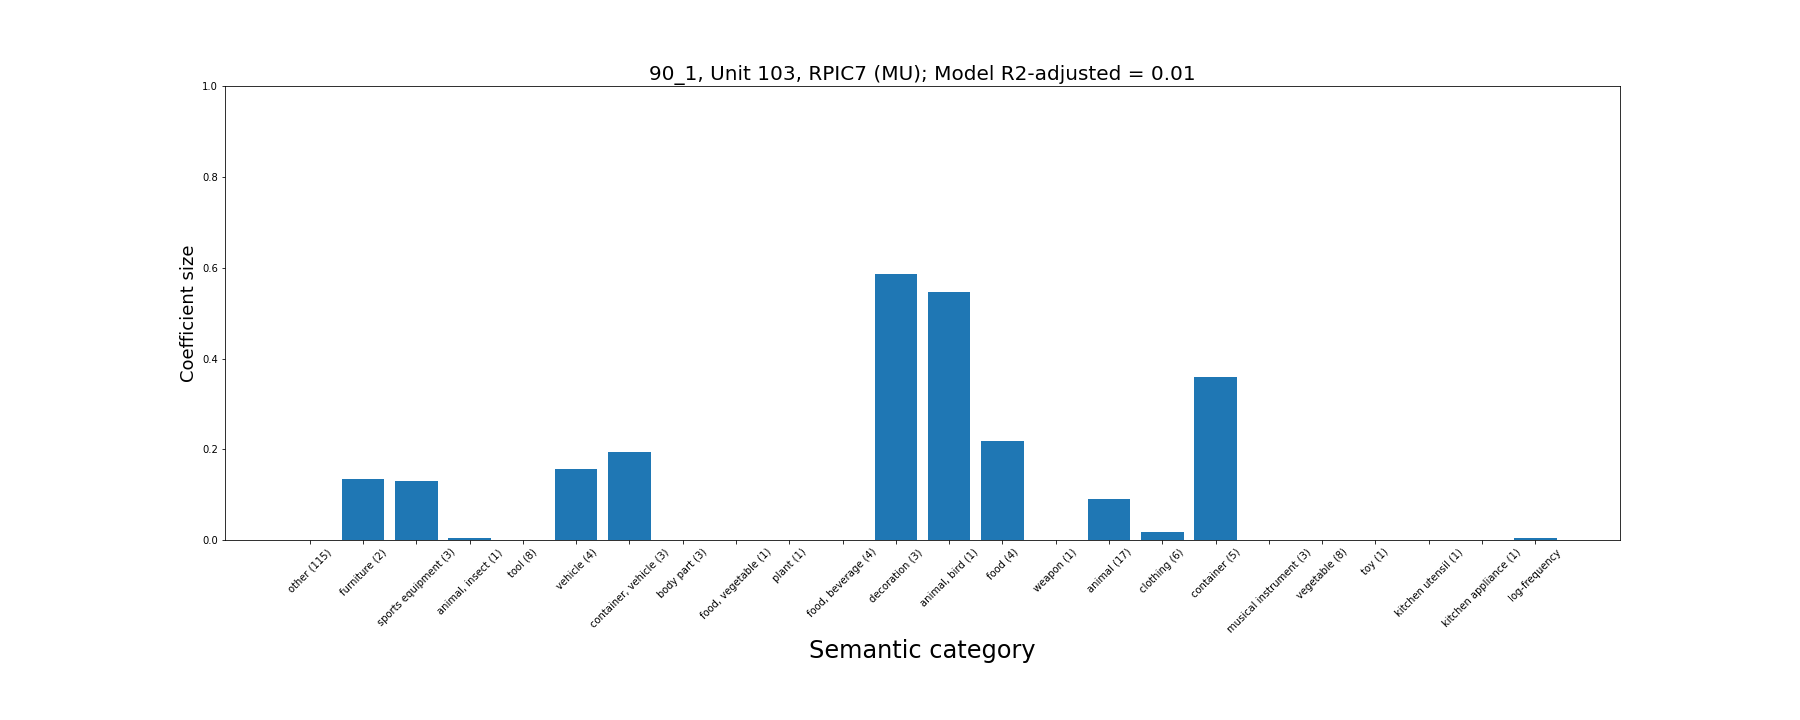 90_1, Unit 103, RPIC7 (MU); Model R2-adjusted = 0.01
Coefficient size
1.0
0.8
0.6
0.4
0.2
0.0
other (115)
furniture (2)
sports equipment (3)
animal, insect (1)
tool (8)
vehicle (4)
container, vehicle (3)
body part (3)
food, vegetable (1)
plant (1)
food, beverage (4)
decoration (3)
animal, bird (1)
food (4)
weapon (1)
animal (17)
clothing (6)
container (5)
musical instrument (3)
vegetable (8)
toy (1)
kitchen utensil (1)
kitchen appliance (1)
log-frequency
Semantic category